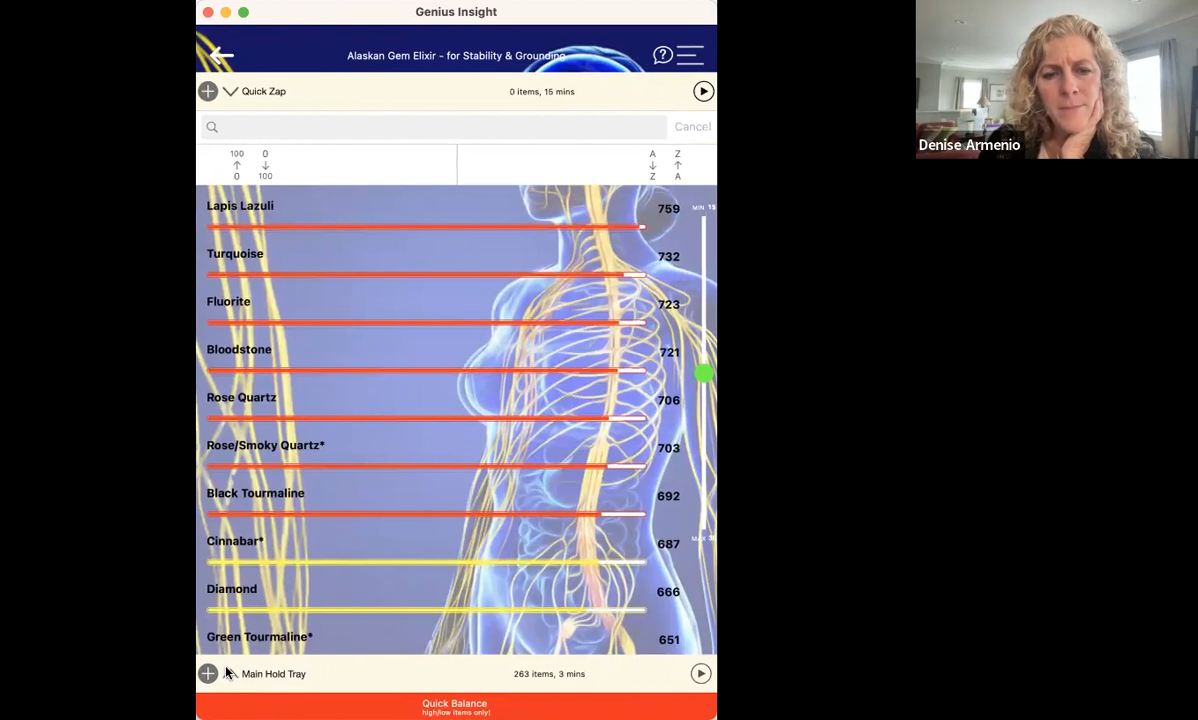 Genius Insight
Alaskan Gem Elixir - for Stability & Grounding
Quick Zap
0 items, 15 mins
Cancel
100 0 A Z
0 100 Z A
Lapis Lazuli 759
MIN 15
Turquoise 732
Fluorite 723
Bloodstone 721
Rose Quartz 706
Rose/Smoky Quartz* 703
Black Tourmaline 692
Cinnabar* 687
Diamond 666
Green Tourmaline* 651
Main Hold Tray
263 items, 3 mins
Quick Balance
high/low items only!
Denise Armenio